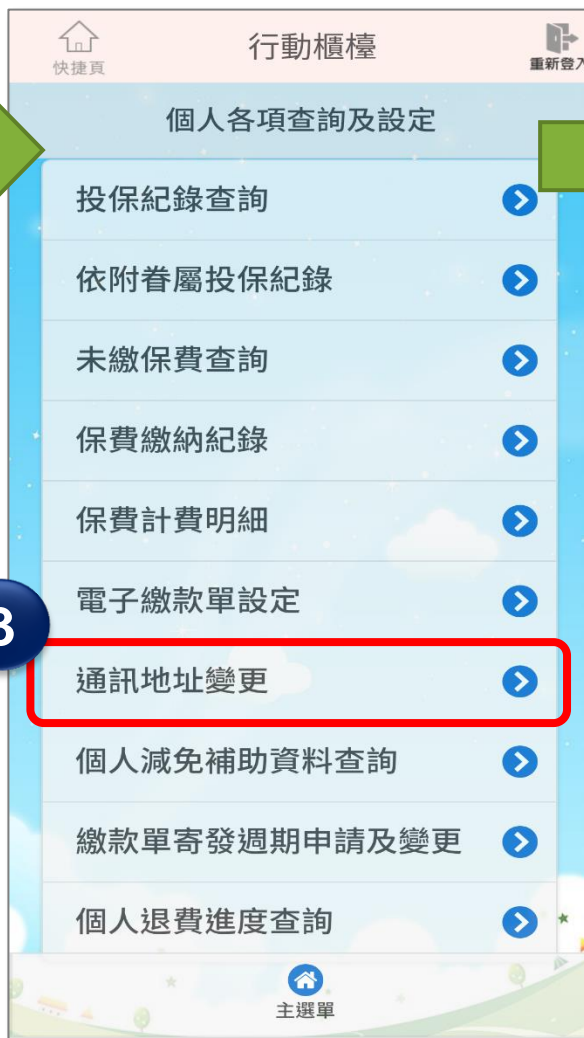 快捷頁
行動櫃檯
重新登入
個人各項查詢及設定
投保紀錄查詢
依附眷屬投保紀錄
未繳保費查詢
保費繳納紀錄
保費計費明細
電子繳款單設定
3
通訊地址變更
個人減免補助資料查詢
繳款單寄發週期申請及變更
個人退費進度查詢
主選單